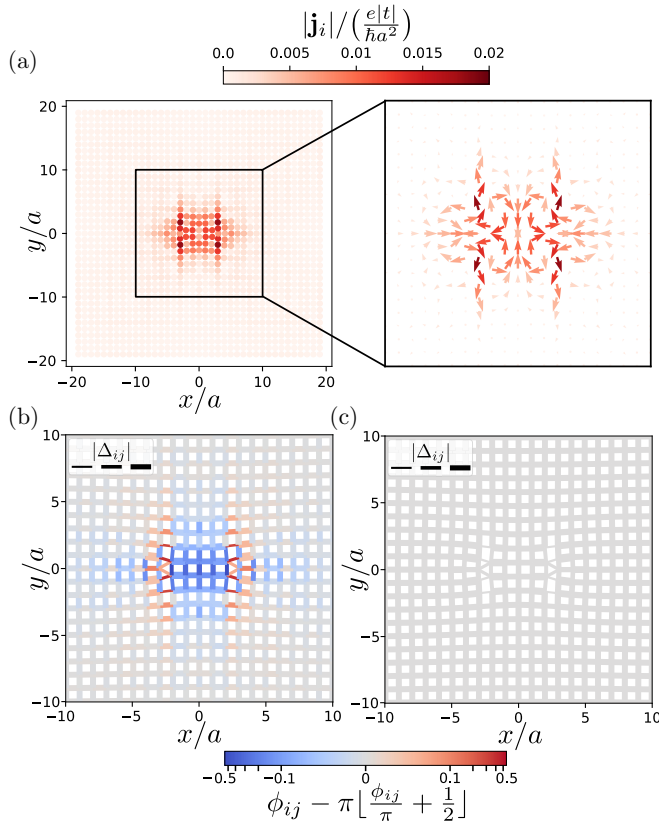 |j_i|/(e|t|/ħa²)
0.0 0.005 0.01 0.015 0.02
(a)
20
10
0
−10
−20
y/a
−20 −10 0 10 20
x/a
(b) (c)
10
5
0
−5
−10
y/a
|Δ_ij|
−10 −5 0 5 10
x/a
10
5
0
−5
−10
y/a
|Δ_ij|
−10 −5 0 5 10
x/a
-0.5 -0.1 0 0.1 0.5
ϕ_ij − π⌊ϕ_ij/π + 1/2⌋